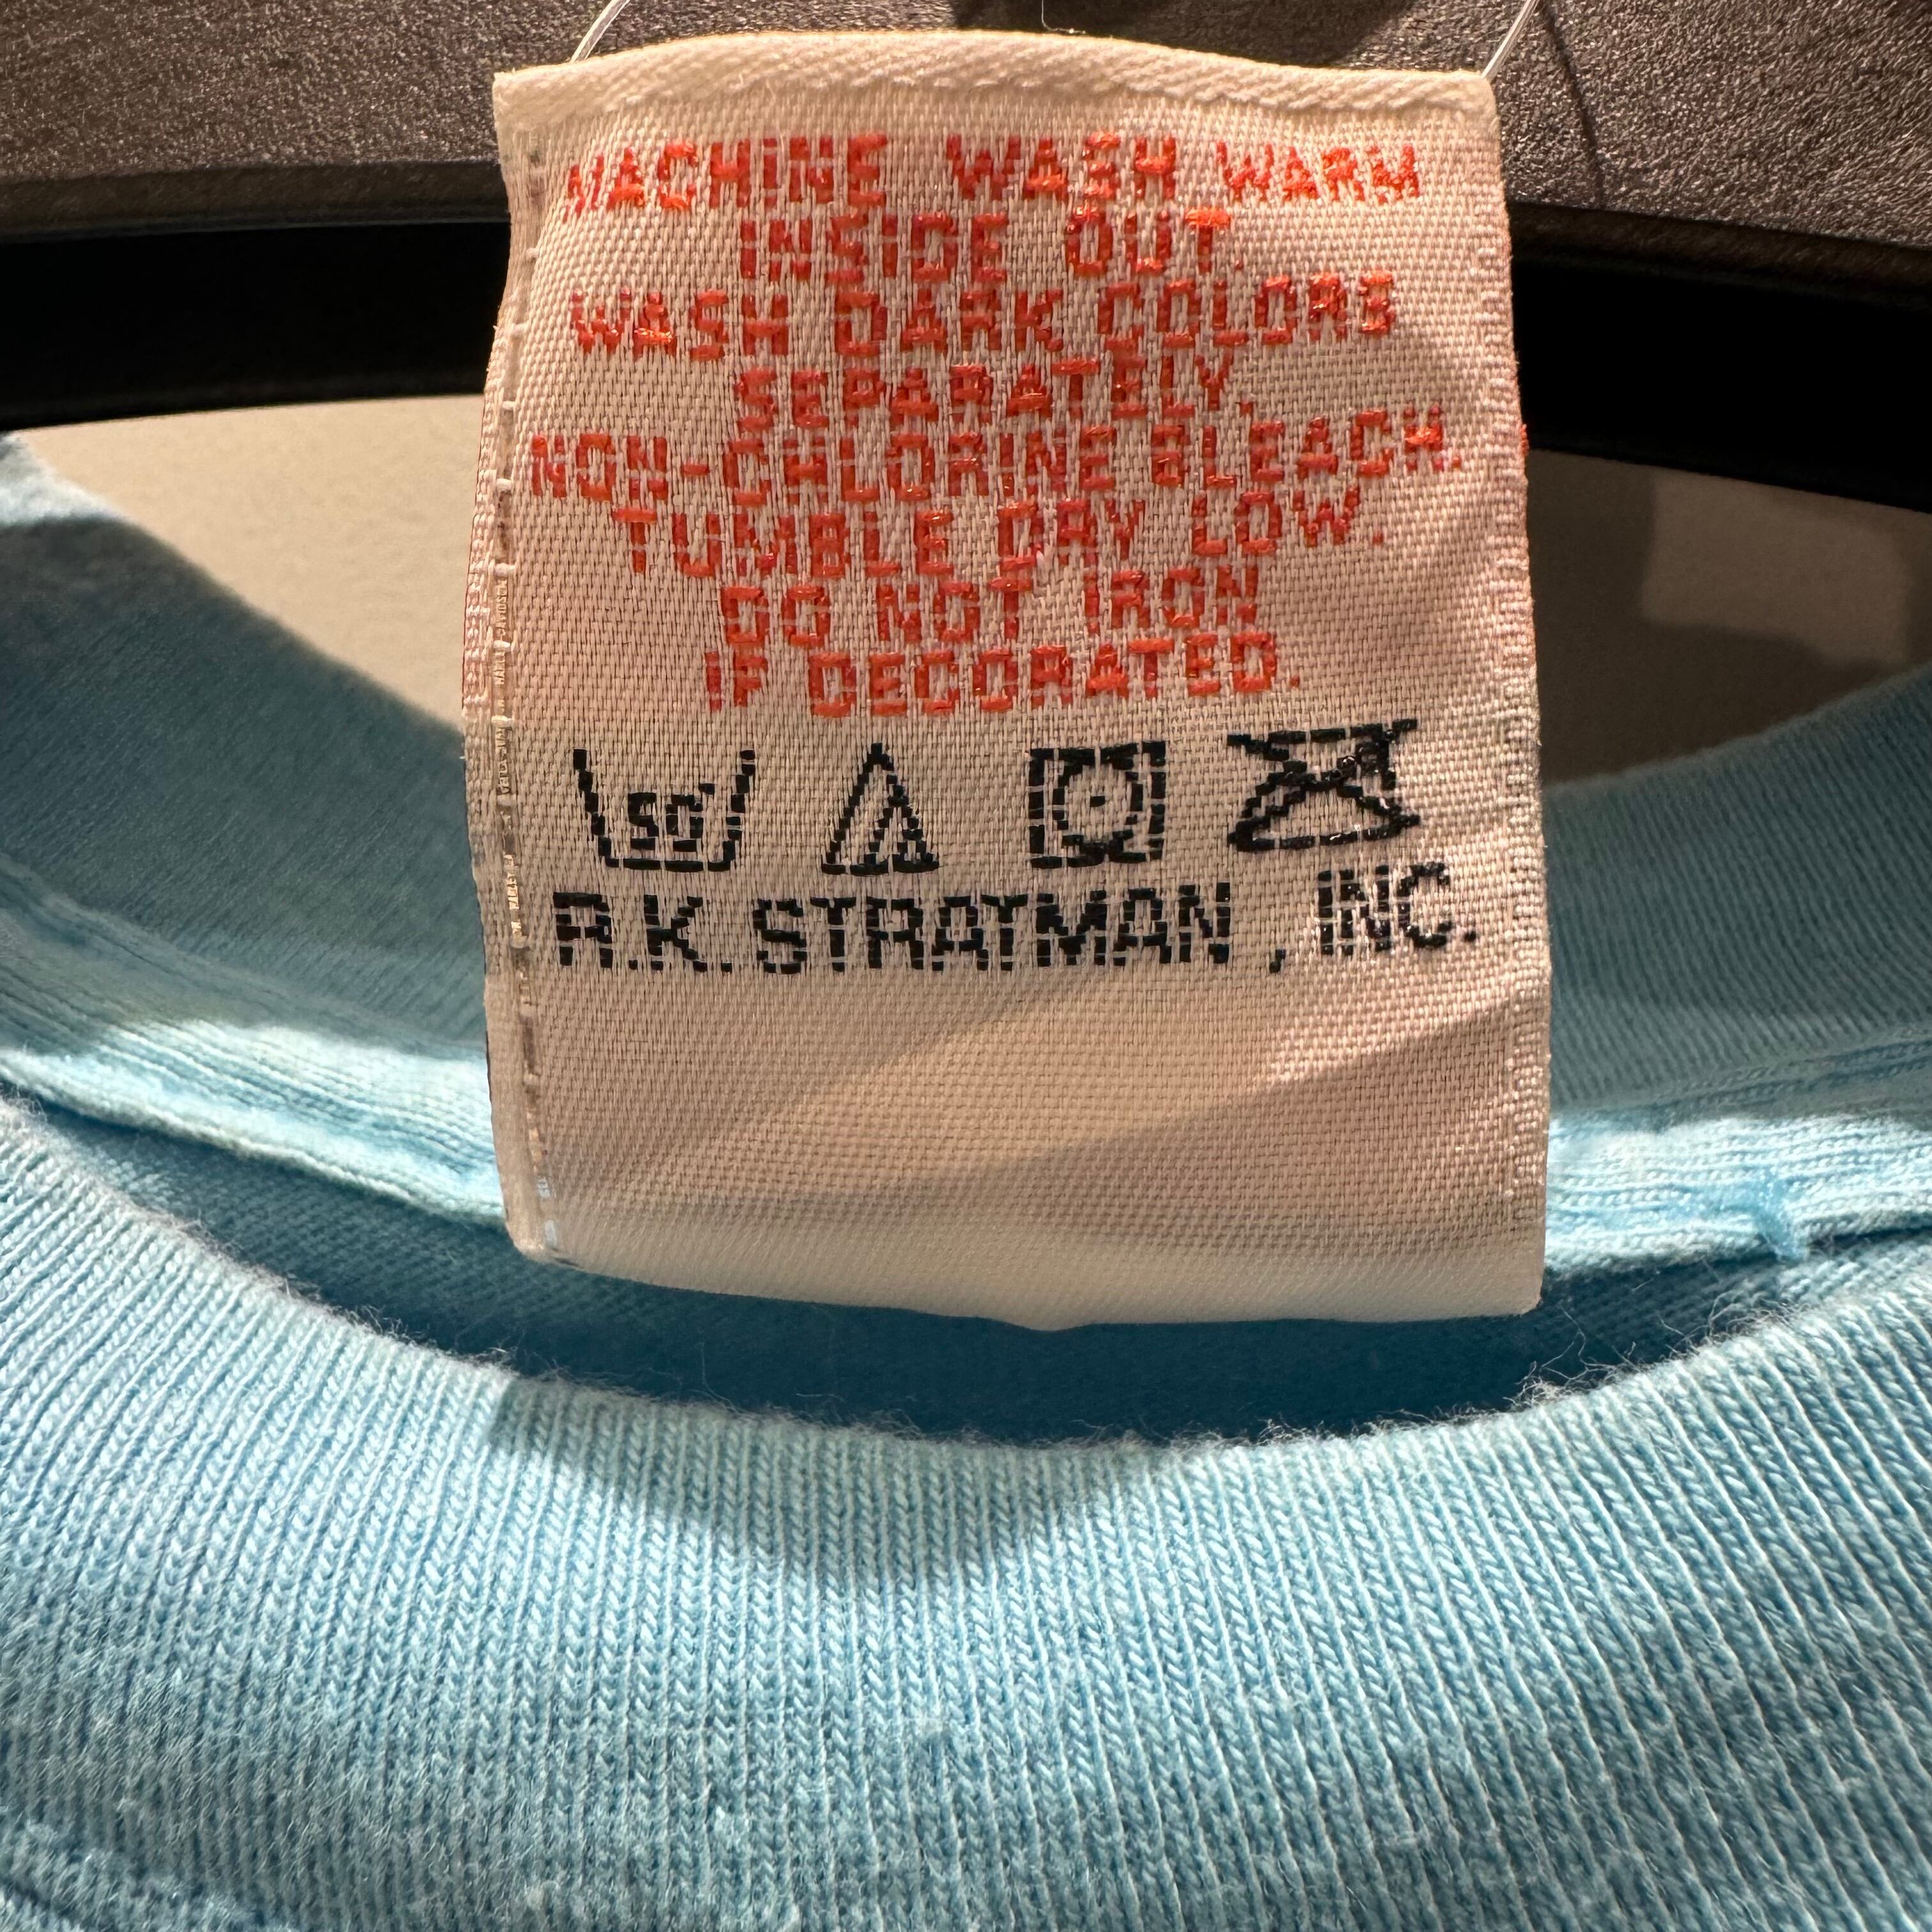 MACHINE WASH WARM
INSIDE OUT.
WASH DARK COLORS
SEPARATELY.
NON-CHLORINE BLEACH.
TUMBLE DRY LOW.
DO NOT IRON
IF DECORATED.
50°
R.K. STRATMAN, INC.